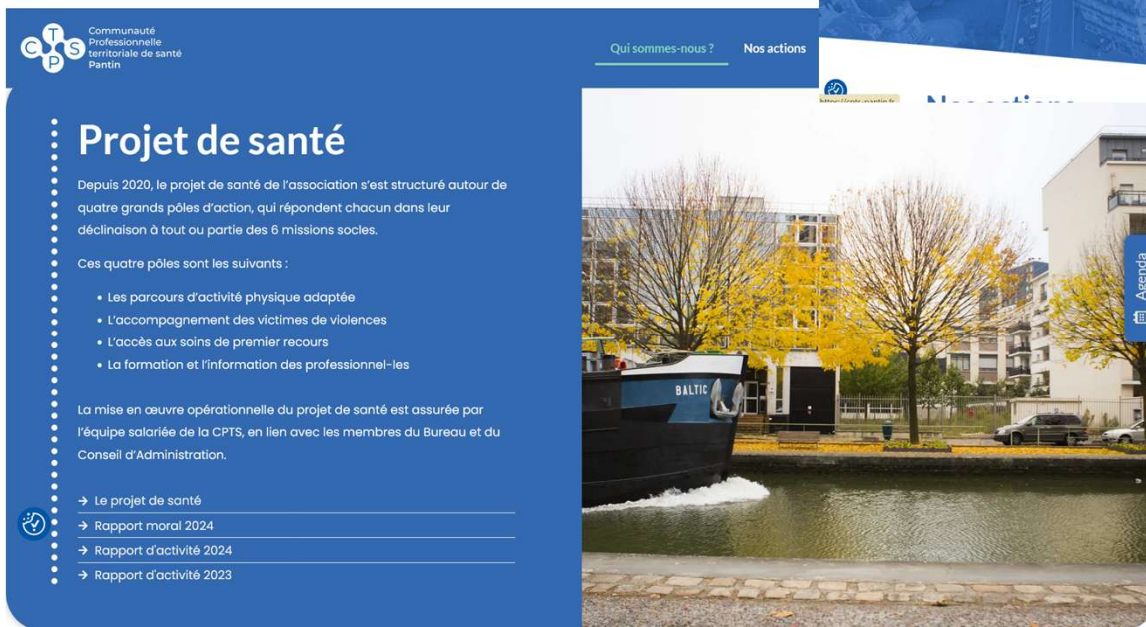 Communauté
Professionnelle
territoriale de santé
Pantin
C T S P
Qui sommes-nous ?
Nos actions
https://cpts-pantin.fr
Nos actions
Projet de santé
Depuis 2020, le projet de santé de l'association s'est structuré autour de
quatre grands pôles d'action, qui répondent chacun dans leur
déclinaison à tout ou partie des 6 missions socles.
Ces quatre pôles sont les suivants :
• Les parcours d'activité physique adaptée
• L'accompagnement des victimes de violences
• L'accès aux soins de premier recours
• La formation et l'information des professionnel-les
La mise en œuvre opérationnelle du projet de santé est assurée par
l'équipe salariée de la CPTS, en lien avec les membres du Bureau et du
Conseil d'Administration.
→ Le projet de santé
→ Rapport moral 2024
→ Rapport d'activité 2024
→ Rapport d'activité 2023
BALTIC
Agenda